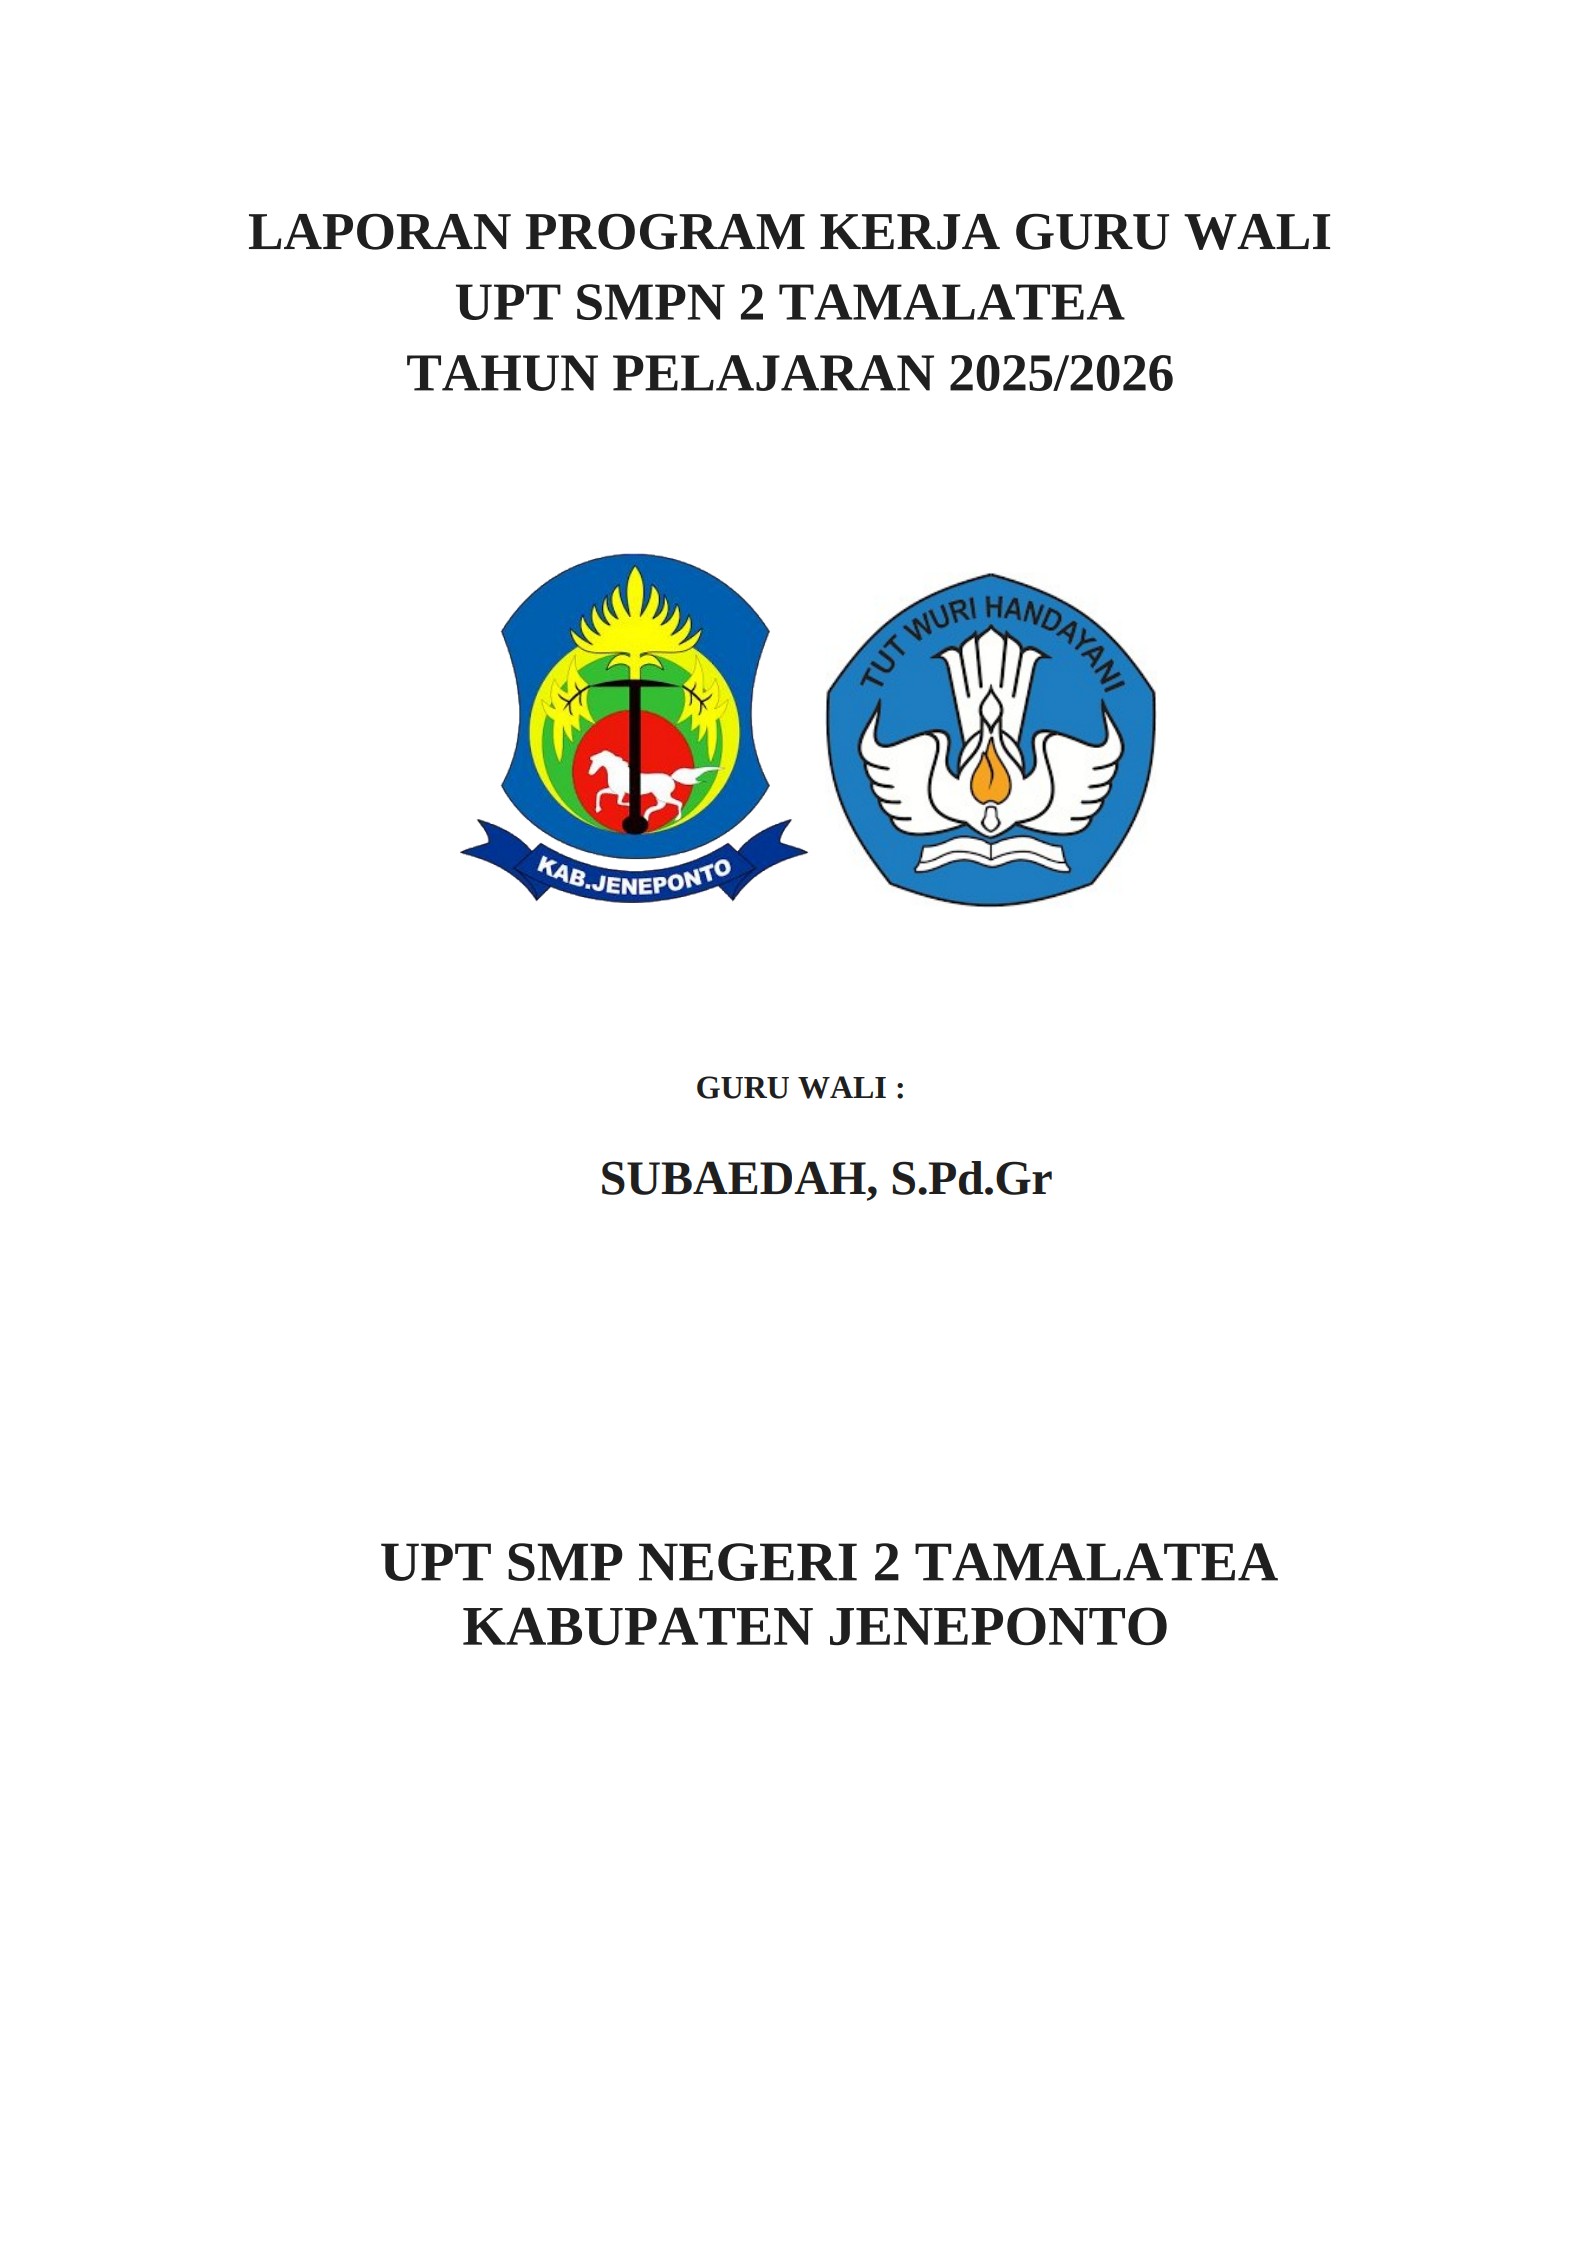 LAPORAN PROGRAM KERJA GURU WALI
UPT SMPN 2 TAMALATEA
TAHUN PELAJARAN 2025/2026
KAB.JENEPONTO
TUT WURI HANDAYANI
GURU WALI :
SUBAEDAH, S.Pd.Gr
UPT SMP NEGERI 2 TAMALATEA
KABUPATEN JENEPONTO